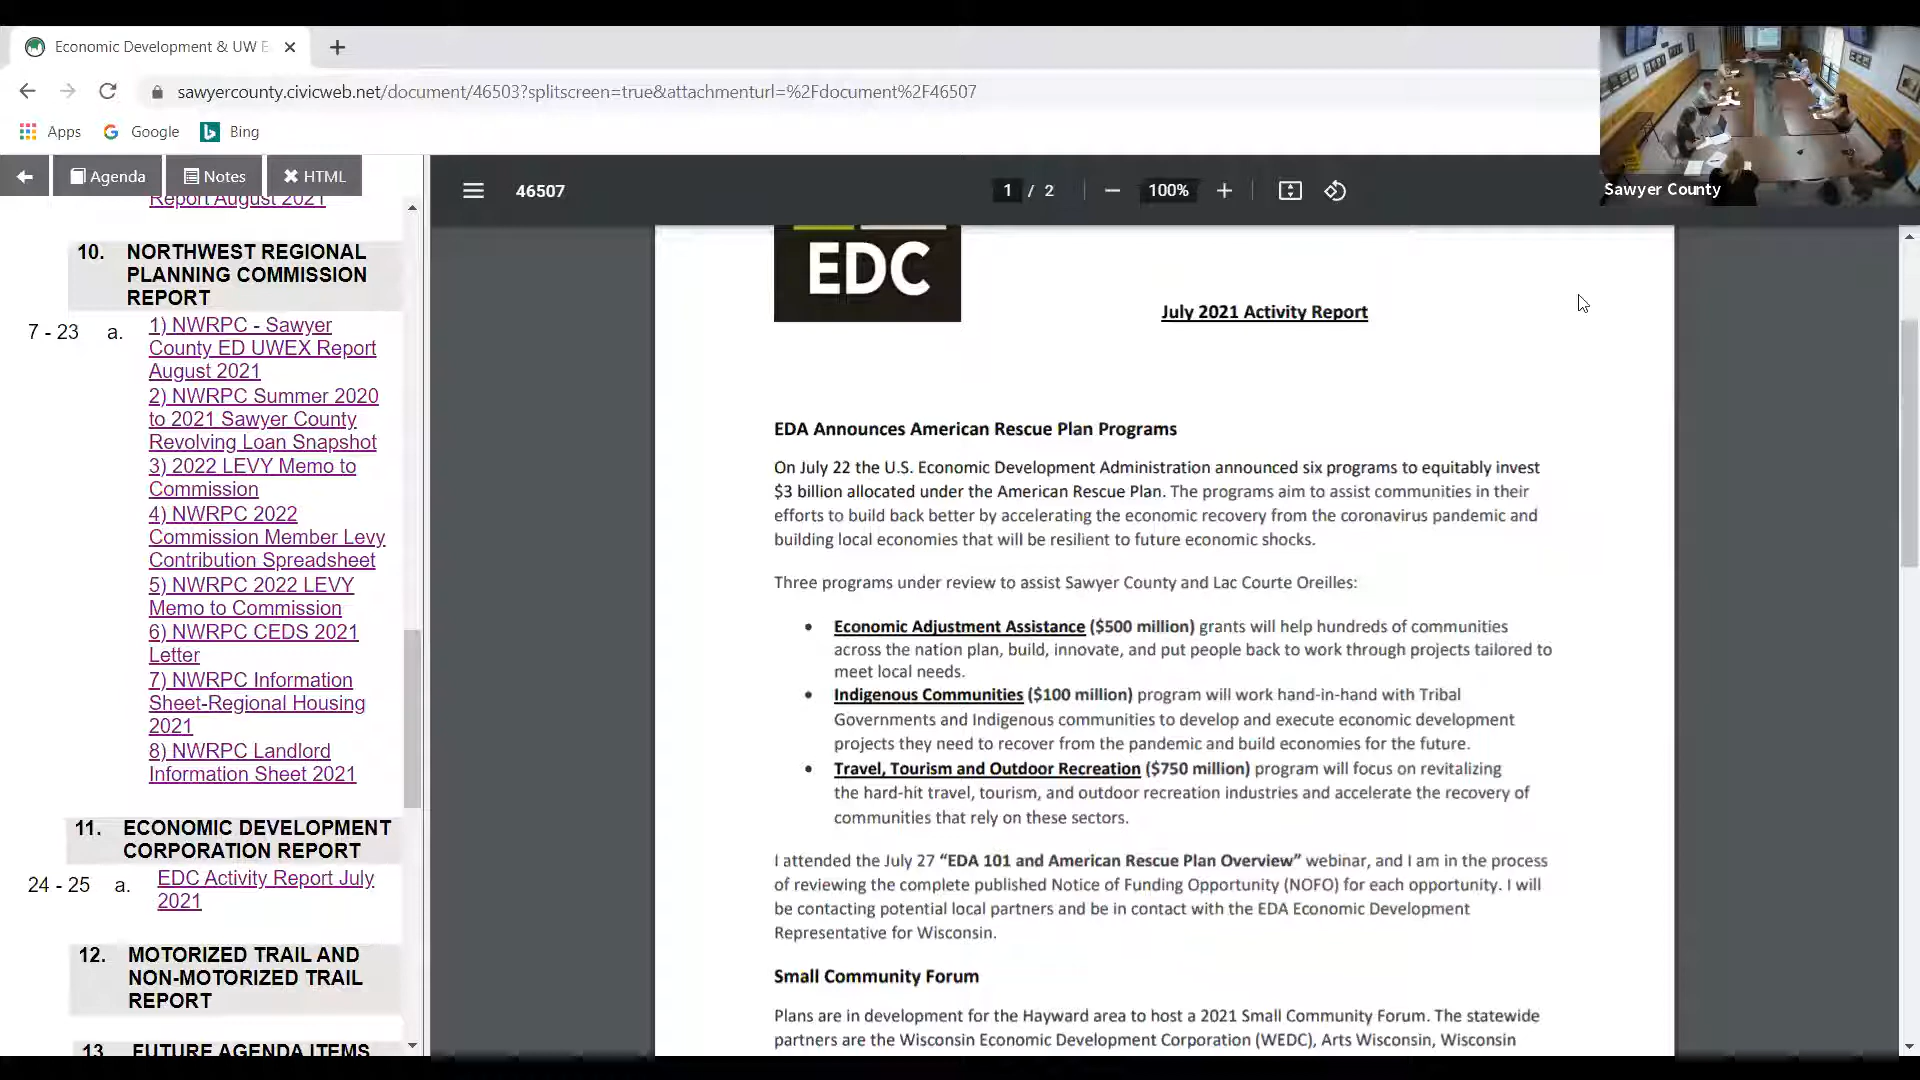 Economic Development & UW E
sawyercounty.civicweb.net/document/46503?splitscreen=true&attachmenturl=%2Fdocument%2F46507
Apps
Google
Bing
Agenda
Notes
HTML
46507
1 / 2
100%
Sawyer County
Report August 2021
10. NORTHWEST REGIONAL
PLANNING COMMISSION
REPORT
7 - 23 a. 1) NWRPC - Sawyer
County ED UWEX Report
August 2021
2) NWRPC Summer 2020
to 2021 Sawyer County
Revolving Loan Snapshot
3) 2022 LEVY Memo to
Commission
4) NWRPC 2022
Commission Member Levy
Contribution Spreadsheet
5) NWRPC 2022 LEVY
Memo to Commission
6) NWRPC CEDS 2021
Letter
7) NWRPC Information
Sheet-Regional Housing
2021
8) NWRPC Landlord
Information Sheet 2021
11. ECONOMIC DEVELOPMENT
CORPORATION REPORT
24 - 25 a. EDC Activity Report July
2021
12. MOTORIZED TRAIL AND
NON-MOTORIZED TRAIL
REPORT
13. FUTURE AGENDA ITEMS
EDC
July 2021 Activity Report
EDA Announces American Rescue Plan Programs
On July 22 the U.S. Economic Development Administration announced six programs to equitably invest
$3 billion allocated under the American Rescue Plan. The programs aim to assist communities in their
efforts to build back better by accelerating the economic recovery from the coronavirus pandemic and
building local economies that will be resilient to future economic shocks.
Three programs under review to assist Sawyer County and Lac Courte Oreilles:
• Economic Adjustment Assistance ($500 million) grants will help hundreds of communities
across the nation plan, build, innovate, and put people back to work through projects tailored to
meet local needs.
• Indigenous Communities ($100 million) program will work hand-in-hand with Tribal
Governments and Indigenous communities to develop and execute economic development
projects they need to recover from the pandemic and build economies for the future.
• Travel, Tourism and Outdoor Recreation ($750 million) program will focus on revitalizing
the hard-hit travel, tourism, and outdoor recreation industries and accelerate the recovery of
communities that rely on these sectors.
I attended the July 27 “EDA 101 and American Rescue Plan Overview” webinar, and I am in the process
of reviewing the complete published Notice of Funding Opportunity (NOFO) for each opportunity. I will
be contacting potential local partners and be in contact with the EDA Economic Development
Representative for Wisconsin.
Small Community Forum
Plans are in development for the Hayward area to host a 2021 Small Community Forum. The statewide
partners are the Wisconsin Economic Development Corporation (WEDC), Arts Wisconsin, Wisconsin